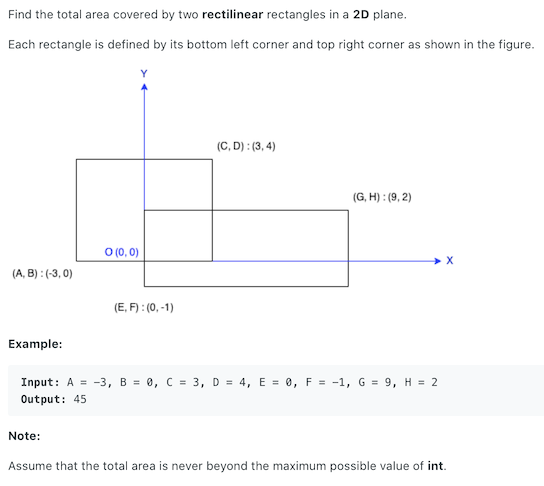 Find the total area covered by two rectilinear rectangles in a 2D plane.
Each rectangle is defined by its bottom left corner and top right corner as shown in the figure.
Y
(C, D) : (3, 4)
(G, H) : (9, 2)
O (0, 0)
X
(A, B) : (-3, 0)
(E, F) : (0, -1)
Example:
Input: A = -3, B = 0, C = 3, D = 4, E = 0, F = -1, G = 9, H = 2
Output: 45
Note:
Assume that the total area is never beyond the maximum possible value of int.